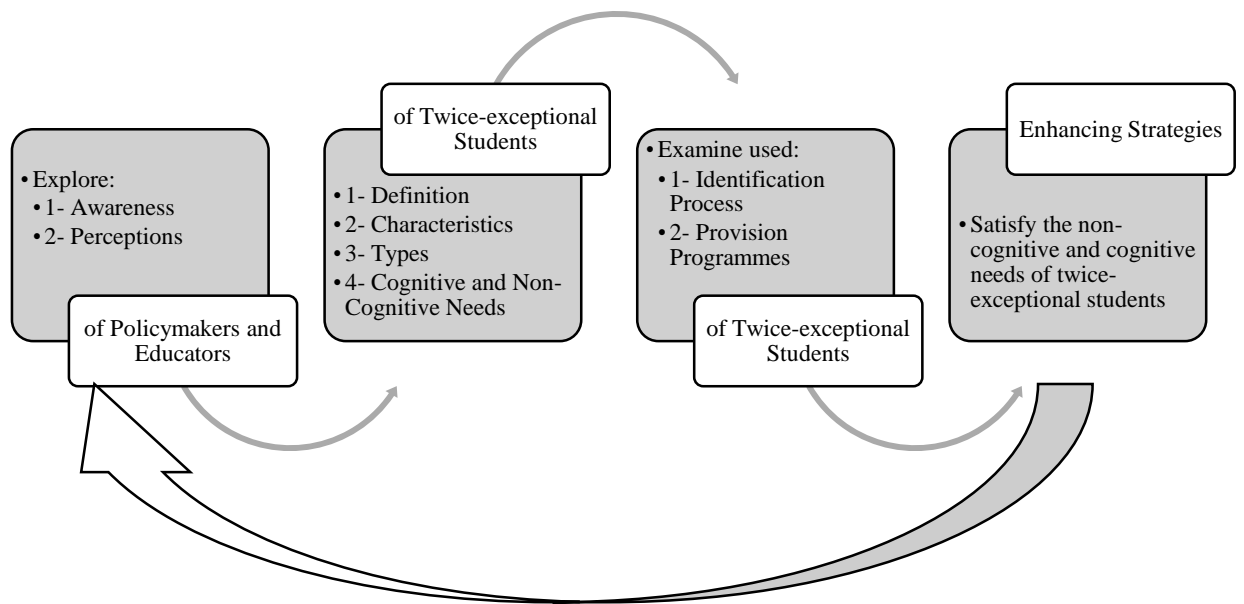 • Explore:
• 1- Awareness
• 2- Perceptions
of Policymakers and
Educators
of Twice-exceptional
Students
• 1- Definition
• 2- Characteristics
• 3- Types
• 4- Cognitive and Non-
Cognitive Needs
• Examine used:
• 1- Identification
Process
• 2- Provision
Programmes
of Twice-exceptional
Students
Enhancing Strategies
• Satisfy the non-
cognitive and cognitive
needs of twice-
exceptional students